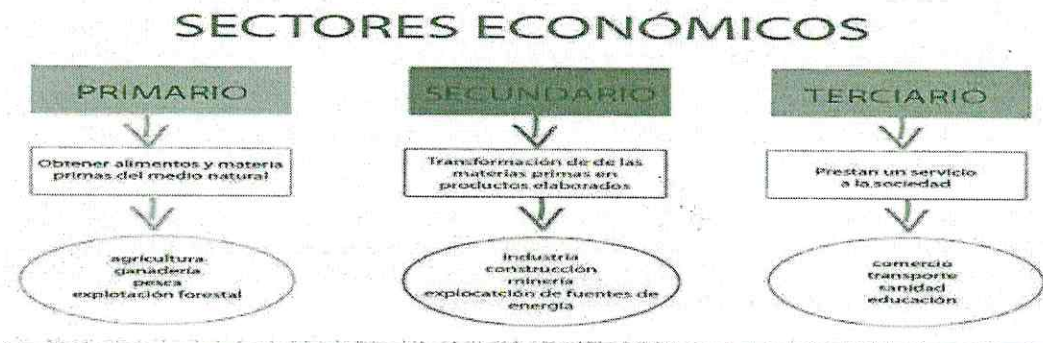 SECTORES ECONÓMICOS
PRIMARIO
Obtener alimentos y materia
primas del medio natural
agricultura
ganadería
pesca
explotación forestal
SECUNDARIO
Transformación de de las
materias primas en
productos elaborados
industria
construcción
minería
explocatción de fuentes de
energía
TERCIARIO
Prestan un servicio
a la sociedad
comercio
transporte
sanidad
educación